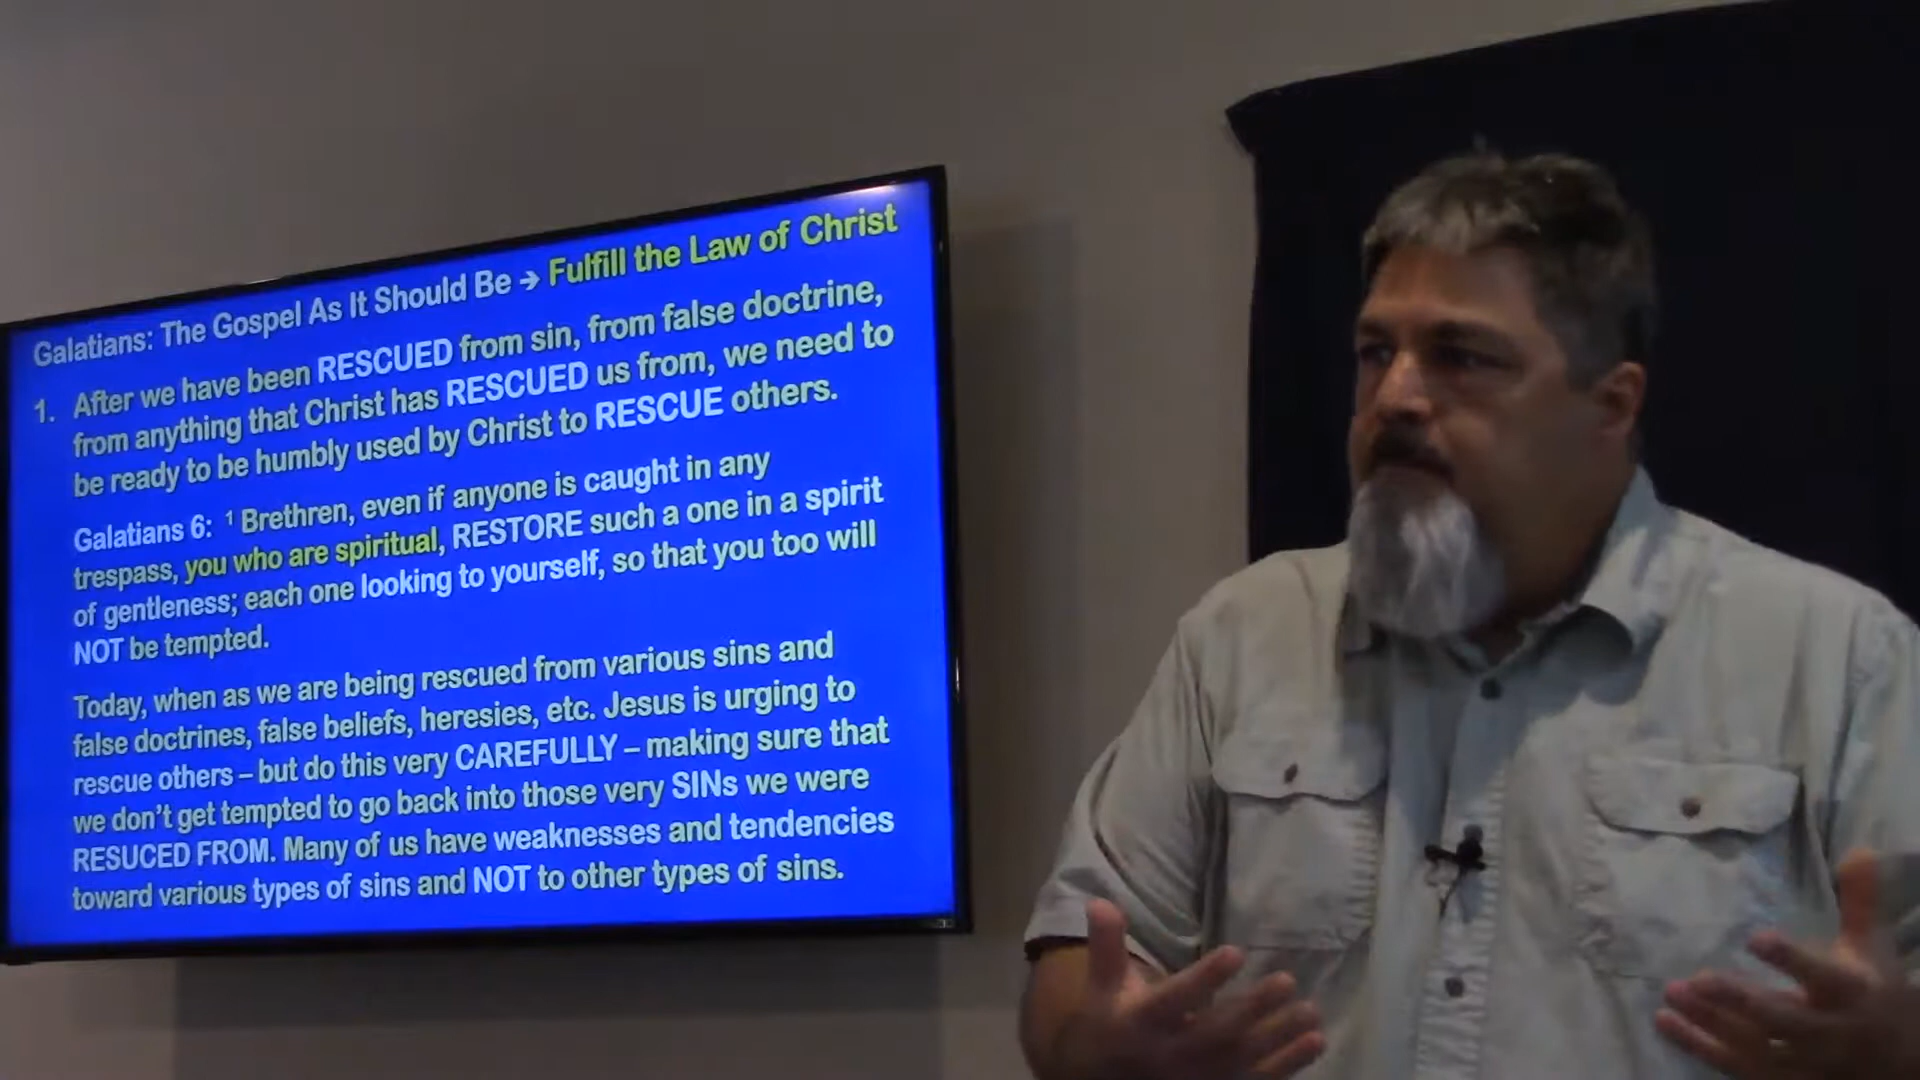 Galatians: The Gospel As It Should Be → Fulfill the Law of Christ
1. After we have been RESCUED from sin, from false doctrine,
from anything that Christ has RESCUED us from, we need to
be ready to be humbly used by Christ to RESCUE others.
Galatians 6: 1 Brethren, even if anyone is caught in any
trespass, you who are spiritual, RESTORE such a one in a spirit
of gentleness; each one looking to yourself, so that you too will
NOT be tempted.
Today, when as we are being rescued from various sins and
false doctrines, false beliefs, heresies, etc. Jesus is urging to
rescue others – but do this very CAREFULLY – making sure that
we don't get tempted to go back into those very SINs we were
RESUCED FROM. Many of us have weaknesses and tendencies
toward various types of sins and NOT to other types of sins.